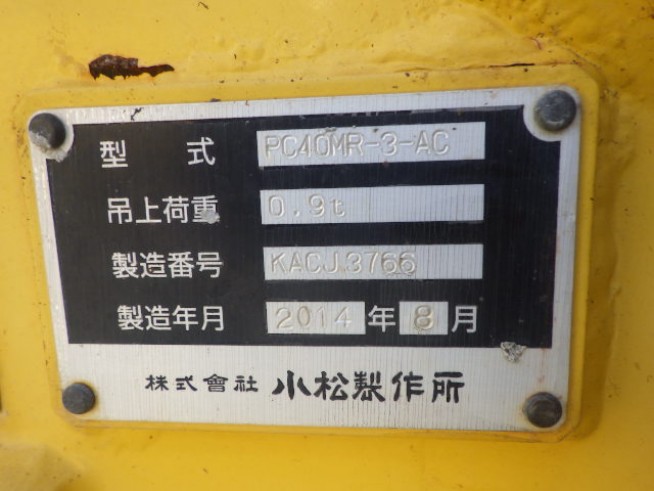 型 式 PC40MR-3-AC
吊上荷重 0.9t
製造番号 KACJ3766
製造年月 2014 年 8 月
株式會社 小松製作所